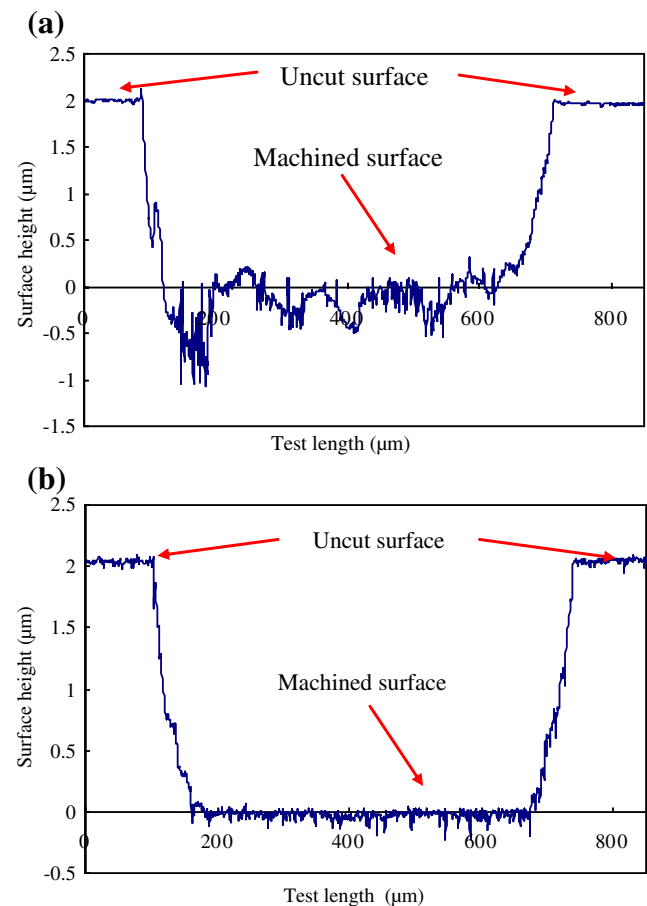 (a)
2.5
Uncut surface
2
1.5
Machined surface
1
0.5
0
200 400 600 800
-0.5
-1
-1.5
Surface height (µm)
Test length (µm)
(b)
2.5
Uncut surface
2
1.5
Machined surface
1
0.5
0
0 200 400 600 800
-0.5
Surface height (µm)
Test length (µm)